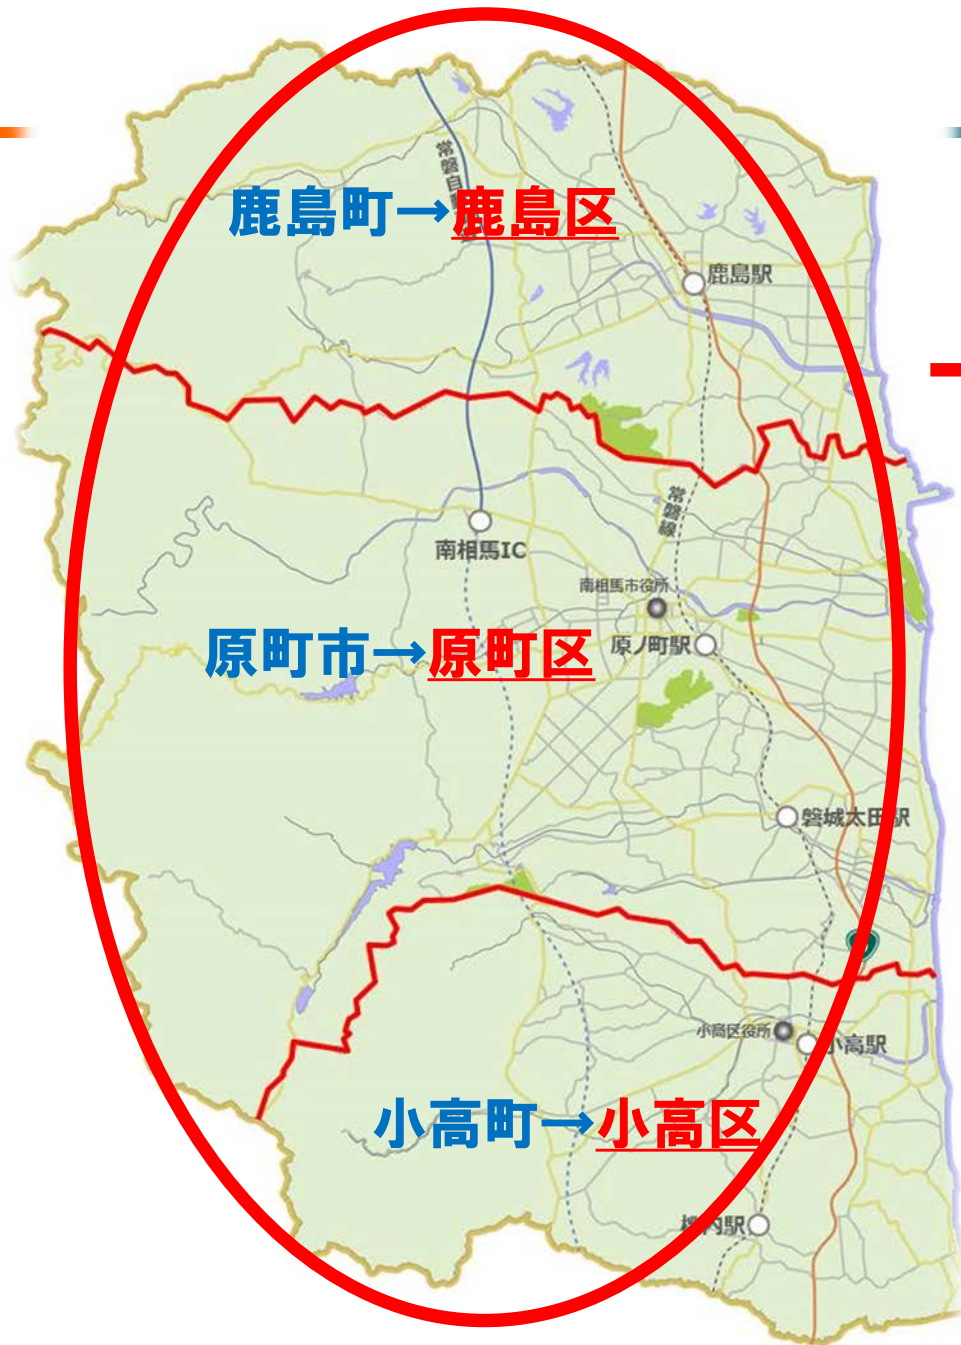 常磐自
鹿島町→鹿島区
鹿島駅
常磐線
南相馬IC
南相馬市役所
原町市→原町区
原ノ町駅
磐城太田駅
小高区役所
小高駅
小高町→小高区
内駅